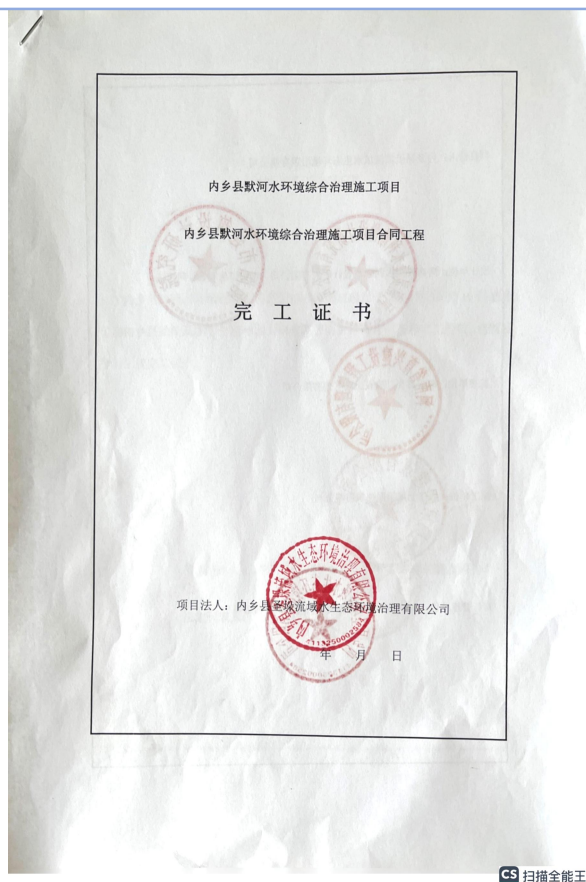 内乡县默河水环境综合治理施工项目
内乡县默河水环境综合治理施工项目合同工程
完工证书
项目法人：内乡县垛流域水生态环境治理有限公司
年 月 日
CS 扫描全能王